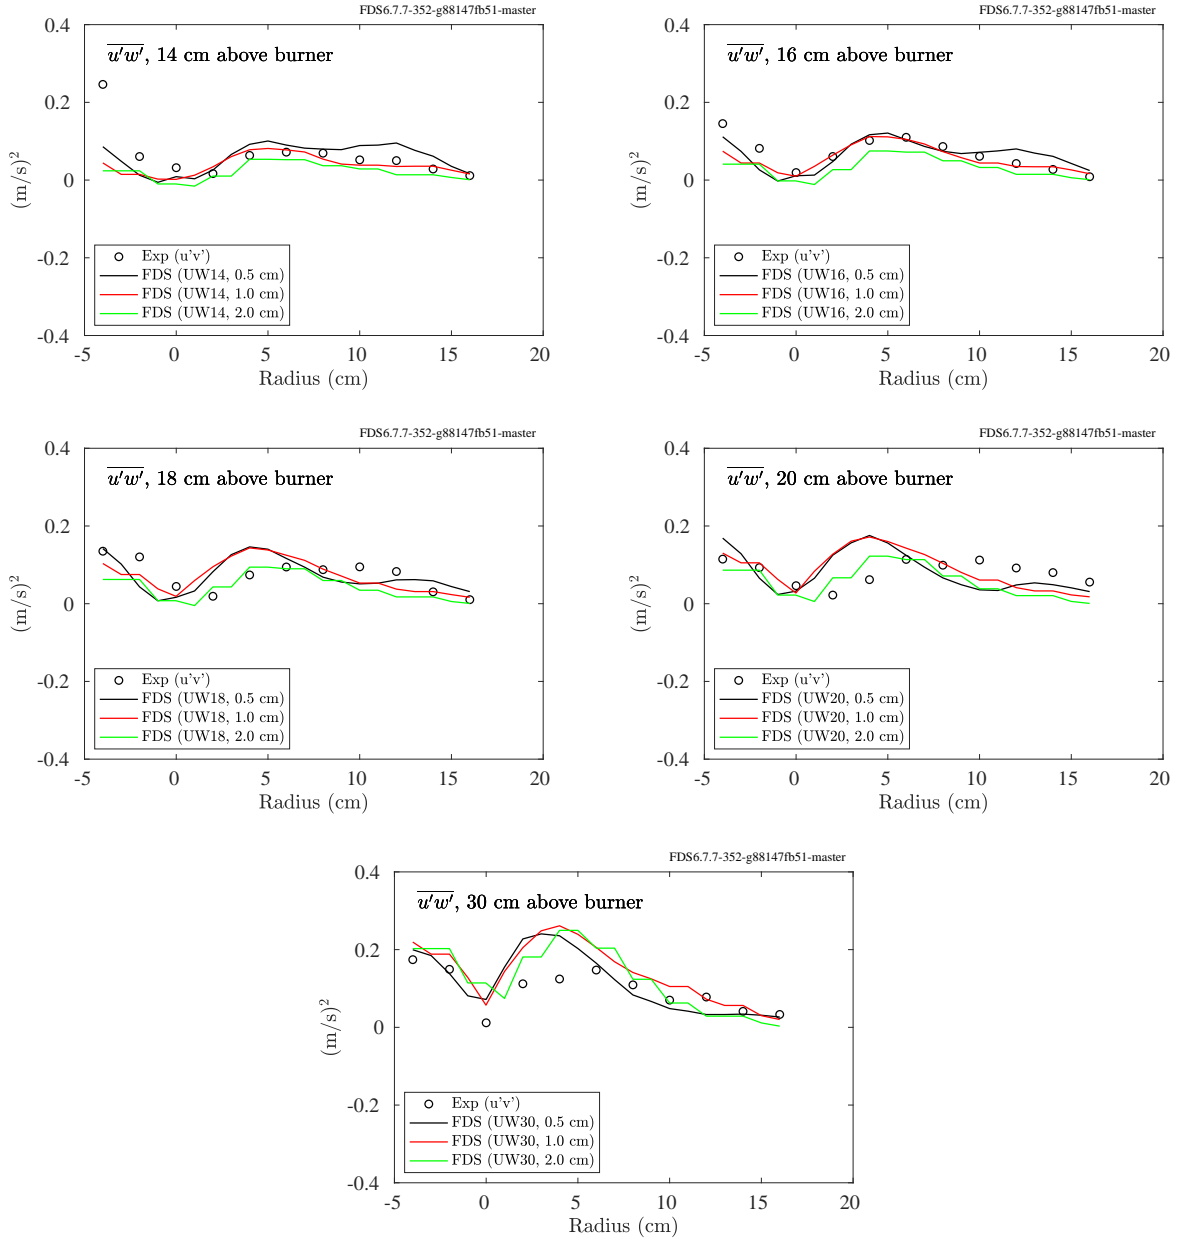 FDS6.7.7-352-g88147fb51-master
u'w', 14 cm above burner
0.4
0.2
0
-0.2
-0.4
(m/s)²
Exp (u'v')
FDS (UW14, 0.5 cm)
FDS (UW14, 1.0 cm)
FDS (UW14, 2.0 cm)
-5 0 5 10 15 20
Radius (cm)
FDS6.7.7-352-g88147fb51-master
u'w', 16 cm above burner
0.4
0.2
0
-0.2
-0.4
(m/s)²
Exp (u'v')
FDS (UW16, 0.5 cm)
FDS (UW16, 1.0 cm)
FDS (UW16, 2.0 cm)
-5 0 5 10 15 20
Radius (cm)
FDS6.7.7-352-g88147fb51-master
u'w', 18 cm above burner
0.4
0.2
0
-0.2
-0.4
(m/s)²
Exp (u'v')
FDS (UW18, 0.5 cm)
FDS (UW18, 1.0 cm)
FDS (UW18, 2.0 cm)
-5 0 5 10 15 20
Radius (cm)
FDS6.7.7-352-g88147fb51-master
u'w', 20 cm above burner
0.4
0.2
0
-0.2
-0.4
(m/s)²
Exp (u'v')
FDS (UW20, 0.5 cm)
FDS (UW20, 1.0 cm)
FDS (UW20, 2.0 cm)
-5 0 5 10 15 20
Radius (cm)
FDS6.7.7-352-g88147fb51-master
u'w', 30 cm above burner
0.4
0.2
0
-0.2
-0.4
(m/s)²
Exp (u'v')
FDS (UW30, 0.5 cm)
FDS (UW30, 1.0 cm)
FDS (UW30, 2.0 cm)
-5 0 5 10 15 20
Radius (cm)